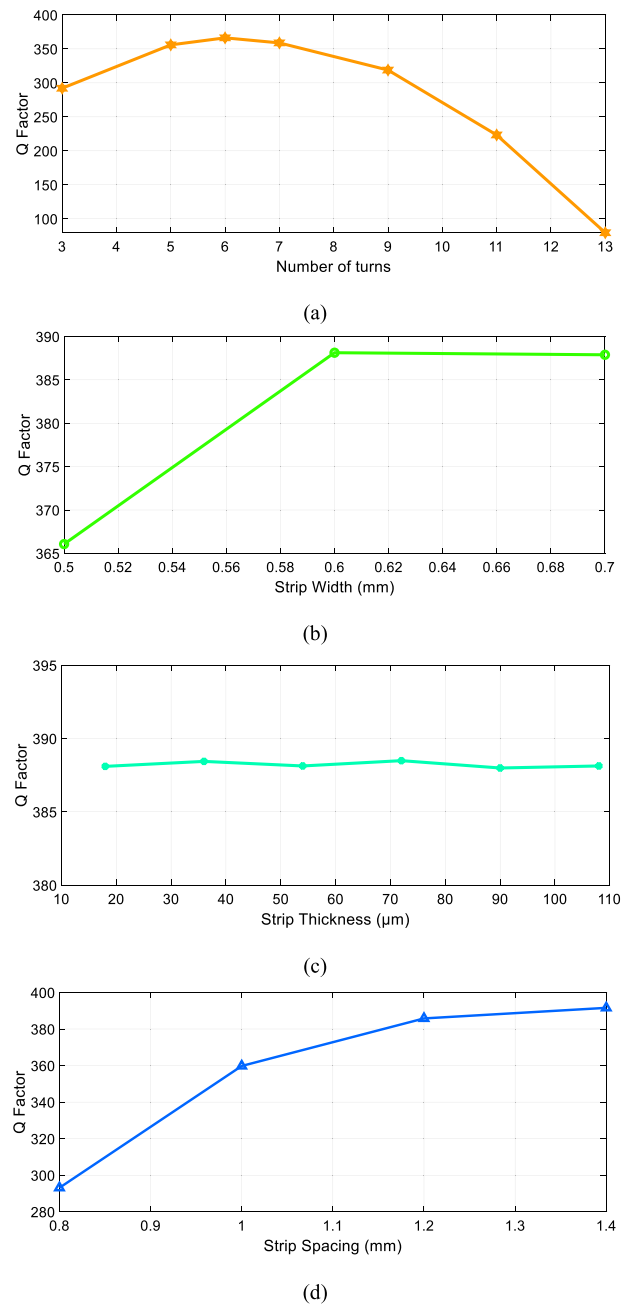 400
350
300
250
200
150
100
Q Factor
3 4 5 6 7 8 9 10 11 12 13
Number of turns
(a)
390
385
380
375
370
365
Q Factor
0.5 0.52 0.54 0.56 0.58 0.6 0.62 0.64 0.66 0.68 0.7
Strip Width (mm)
(b)
395
390
385
380
Q Factor
10 20 30 40 50 60 70 80 90 100 110
Strip Thickness (μm)
(c)
400
380
360
340
320
300
280
Q Factor
0.8 0.9 1 1.1 1.2 1.3 1.4
Strip Spacing (mm)
(d)